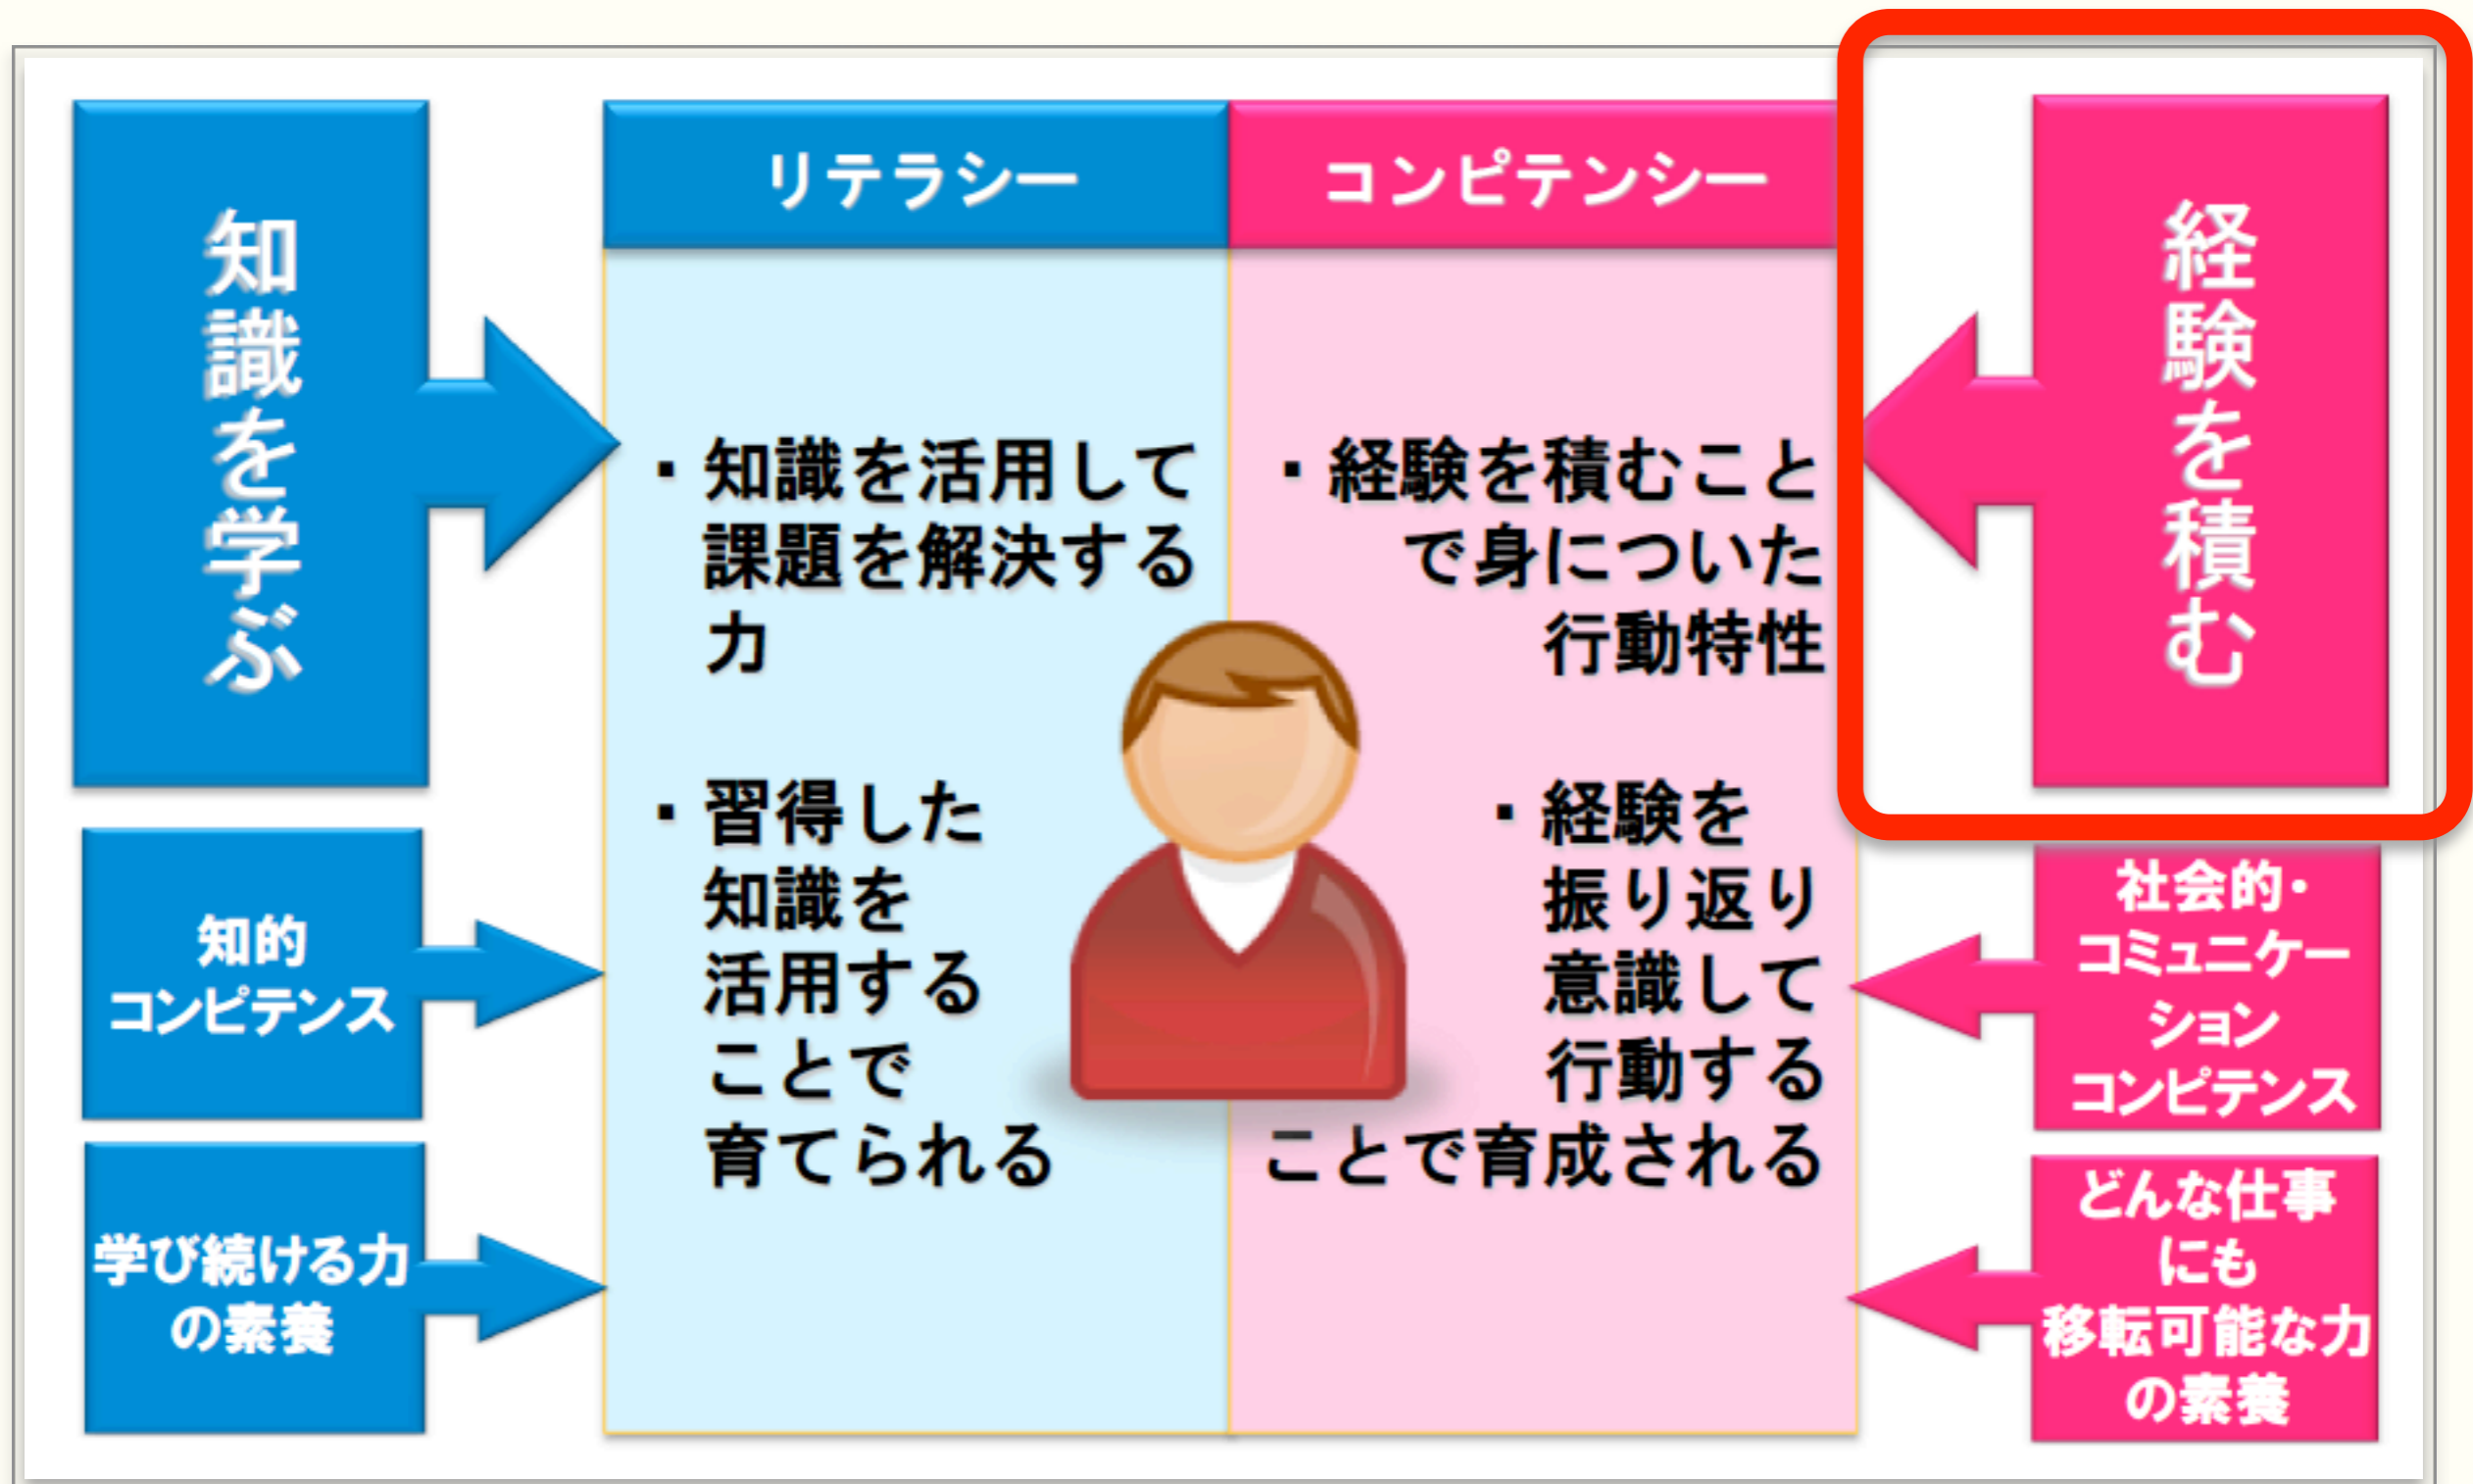 知識を学ぶ
知的
コンピテンス
学び続ける力
の素養
リテラシー
・知識を活用して
課題を解決する
力
・習得した
知識を
活用する
ことで
育てられる
コンピテンシー
・経験を積むこと
で身についた
行動特性
・経験を
振り返り
意識して
行動する
ことで育成される
経験を積む
社会的・
コミュニケー
ション
コンピテンス
どんな仕事
にも
移転可能な力
の素養